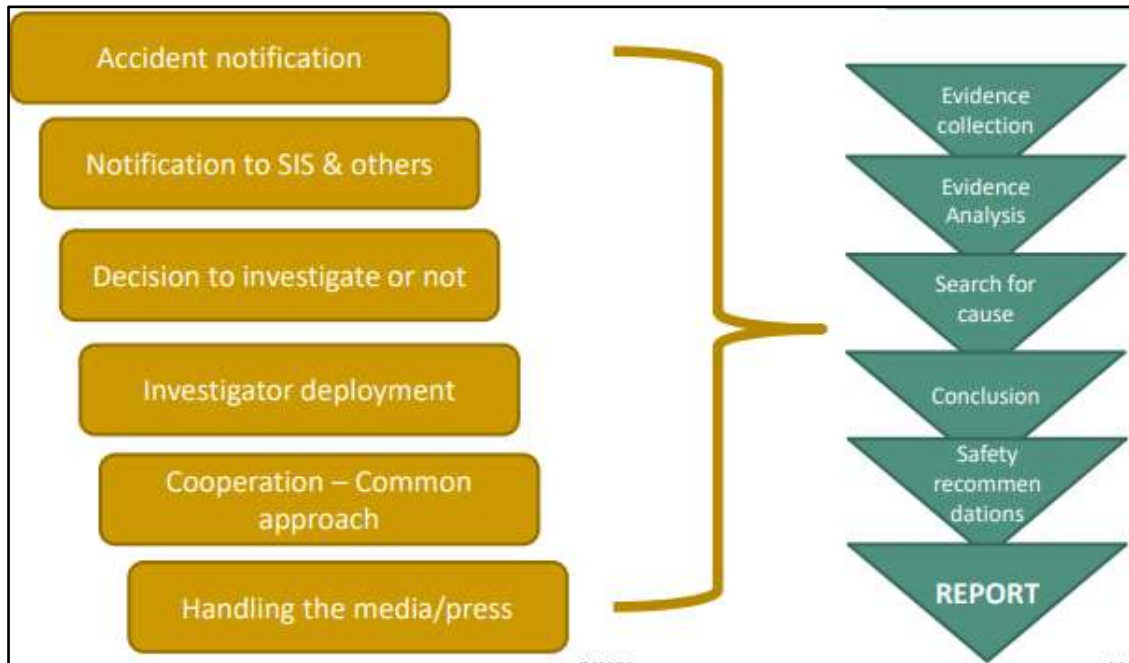 Accident notification
Notification to SIS & others
Decision to investigate or not
Investigator deployment
Cooperation – Common
approach
Handling the media/press
Evidence
collection
Evidence
Analysis
Search for
cause
Conclusion
Safety
recommen
dations
REPORT